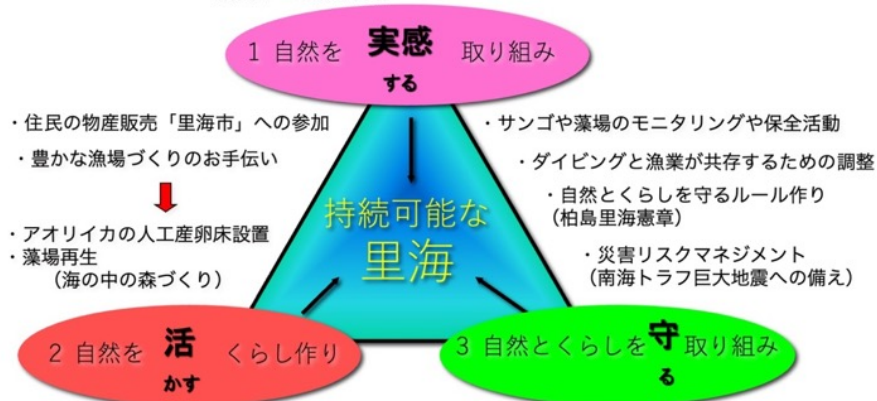 1 自然を 実感する 取り組み
・住民の物産販売「里海市」への参加
・豊かな漁場づくりのお手伝い
・アオリイカの人工産卵床設置
・藻場再生
(海の中の森づくり)
・サンゴや藻場のモニタリングや保全活動
・ダイビングと漁業が共存するための調整
・自然とくらしを守るルール作り
(柏島里海憲章)
・災害リスクマネジメント
(南海トラフ巨大地震への備え)
持続可能な
里海
2 自然を 活かす くらし作り
3 自然とくらしを 守る 取り組み